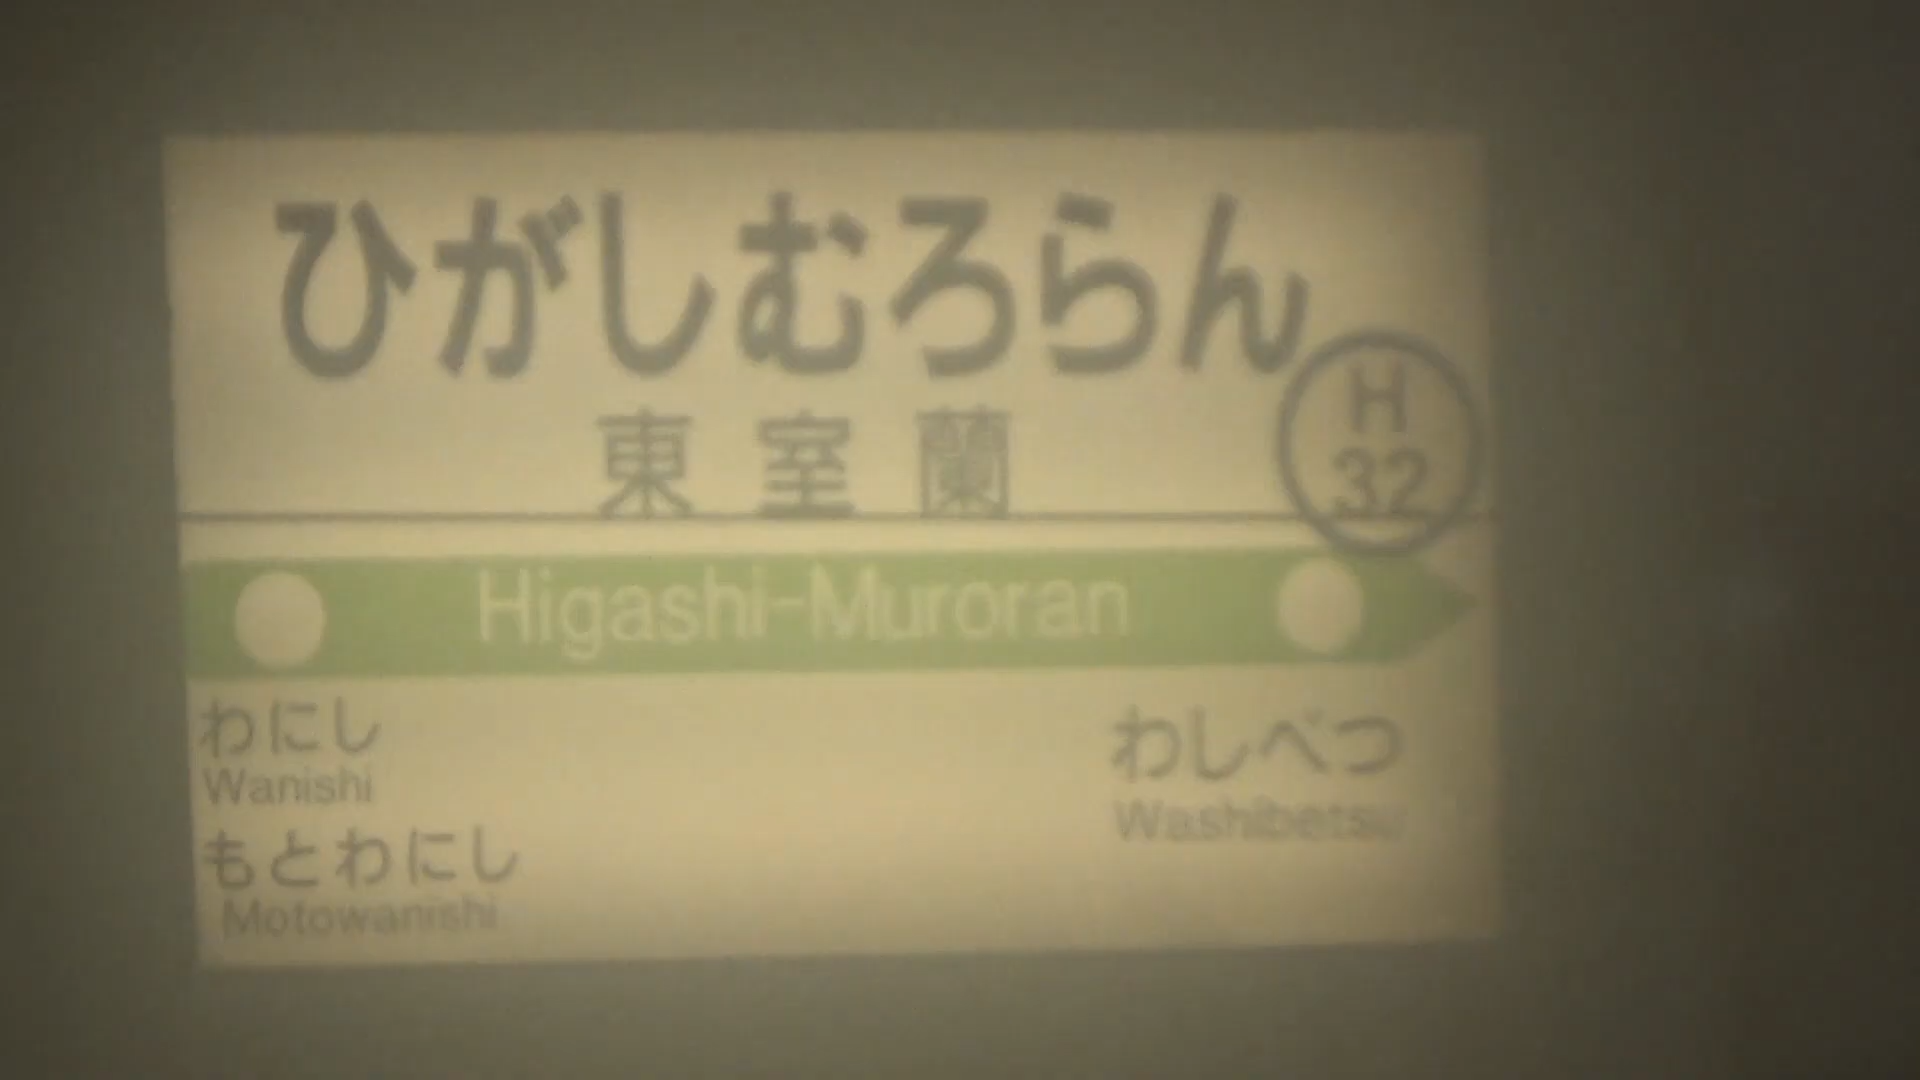 ひがしむろらん
東室蘭
H
32
Higashi-Muroran
わにし
Wanishi
もとわにし
Motowanishi
わしべつ
Washibetsu